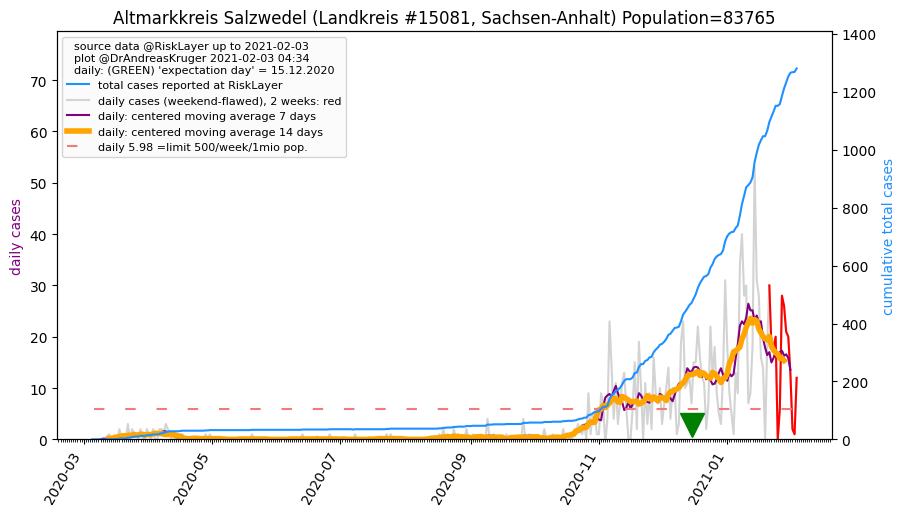 Altmarkkreis Salzwedel (Landkreis #15081, Sachsen-Anhalt) Population=83765
source data @RiskLayer up to 2021-02-03
plot @DrAndreasKruger 2021-02-03 04:34
daily: (GREEN) 'expectation day' = 15.12.2020
total cases reported at RiskLayer
daily cases (weekend-flawed), 2 weeks: red
daily: centered moving average 7 days
daily: centered moving average 14 days
daily 5.98 =limit 500/week/1mio pop.
daily cases
70
60
50
40
30
20
10
0
1400
1200
1000
800
600
400
200
0
cumulative total cases
2020-03
2020-05
2020-07
2020-09
2020-11
2021-01